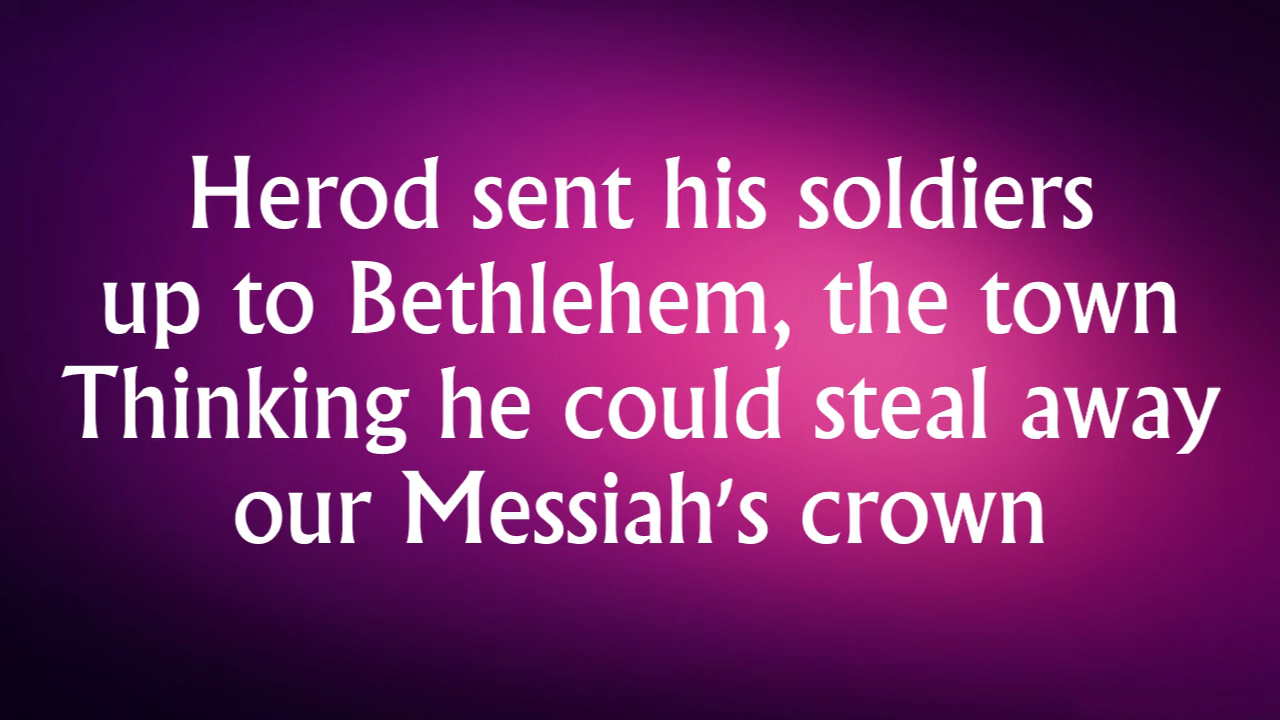 Herod sent his soldiers
up to Bethlehem, the town
Thinking he could steal away
our Messiah's crown